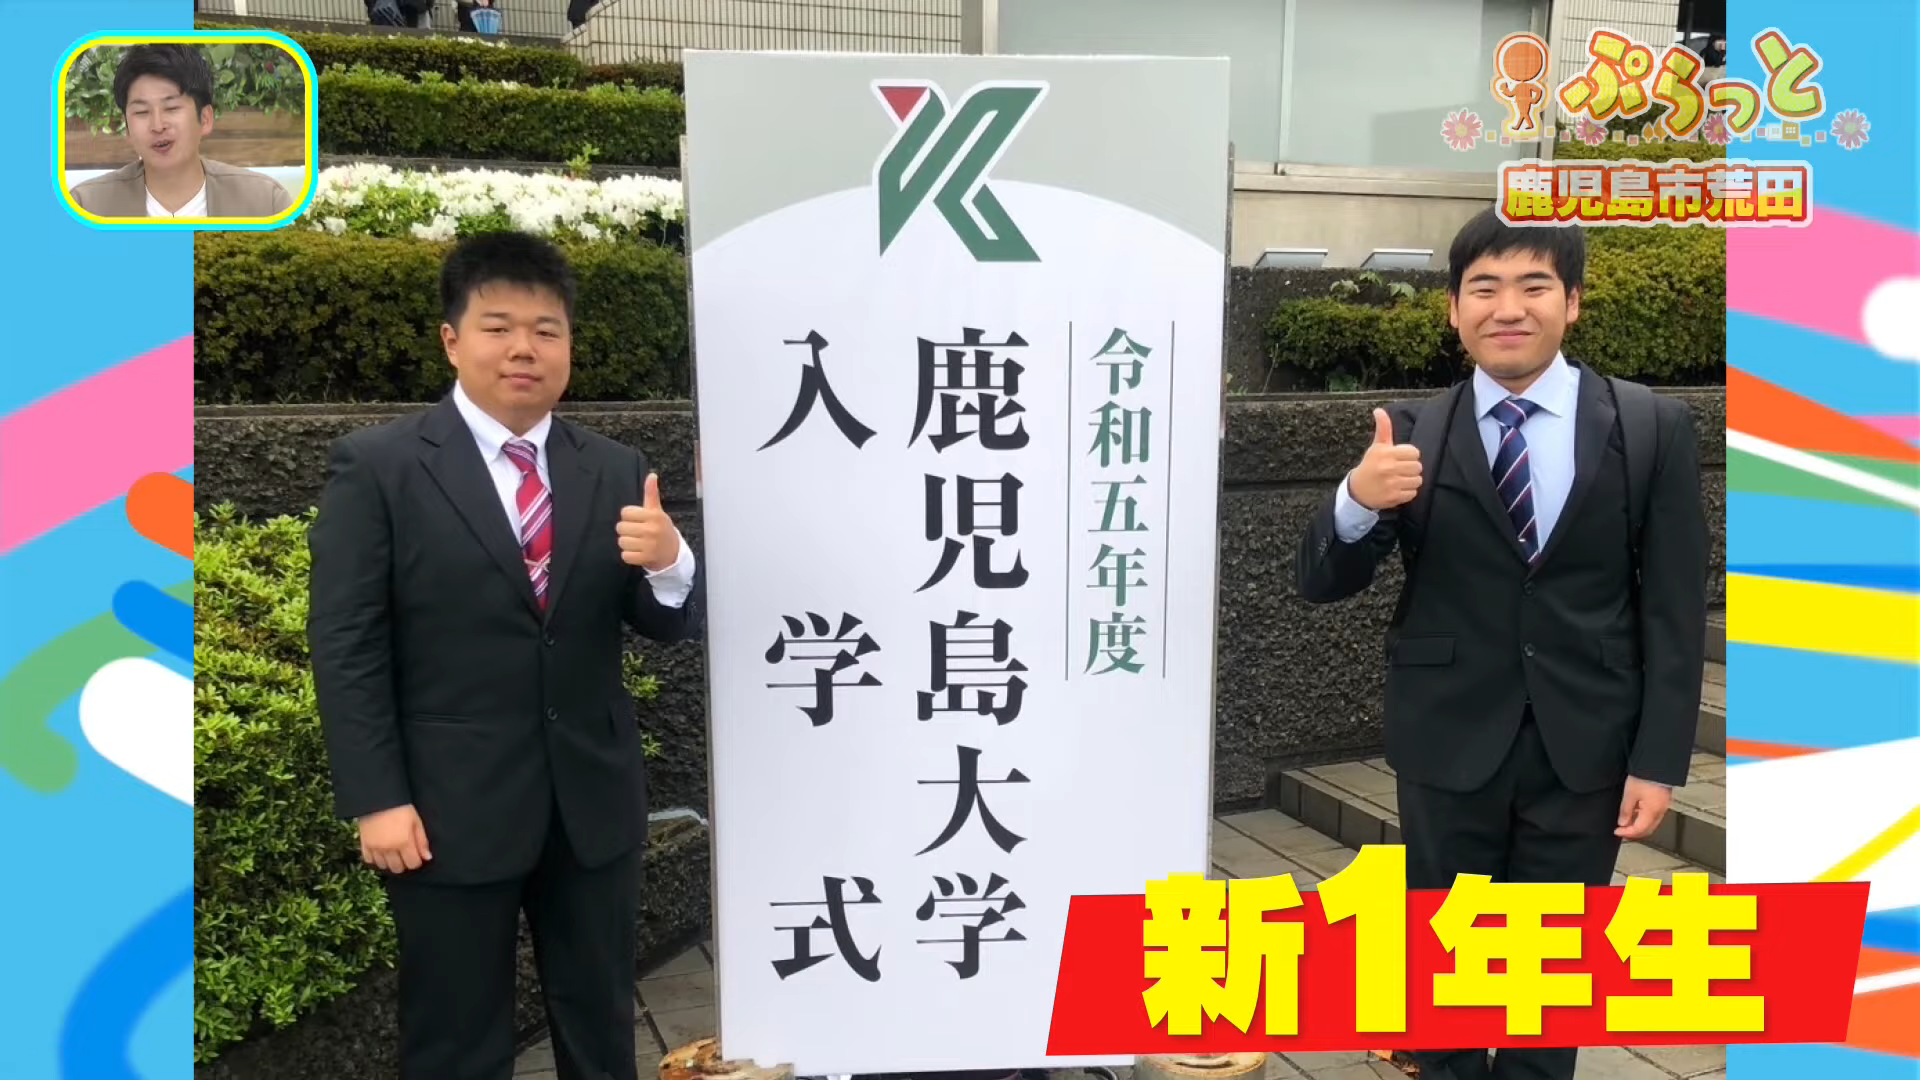 ぷらっと
鹿児島市荒田
令和五年度
鹿児島大学
入学式
新1年生